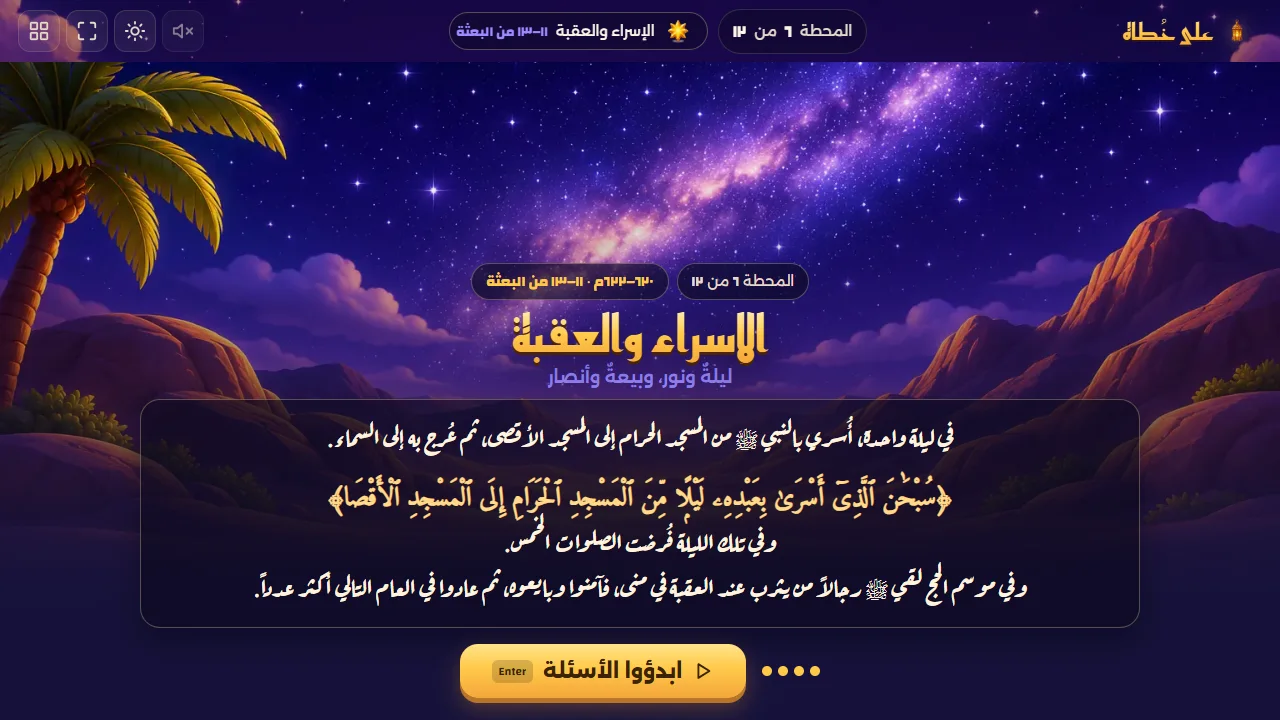 على خُطاهُ
المحطة ٦ من ١٢
الإسراء والعقبة ١١–١٣ من البعثة
المحطة ٦ من ١٢
٦٢٠–٦٢٢م · ١١–١٣ من البعثة
الإسراء والعقبة
ليلةٌ ونور، وبيعةٌ وأنصار
في ليلة واحدة، أُسري بالنبي ﷺ من المسجد الحرام إلى المسجد الأقصى، ثم عُرج به إلى السماء.
﴿سُبْحَٰنَ ٱلَّذِىٓ أَسْرَىٰ بِعَبْدِهِۦ لَيْلًۭا مِّنَ ٱلْمَسْجِدِ ٱلْحَرَامِ إِلَى ٱلْمَسْجِدِ ٱلْأَقْصَا﴾
وفي تلك الليلة فُرضت الصلوات الخمس.
وفي موسم الحج لقي ﷺ رجالاً من يثرب عند العقبة في منى، فآمنوا وبايعوه، ثم عادوا في العام التالي أكثر عدداً.
ابدؤوا الأسئلة Enter